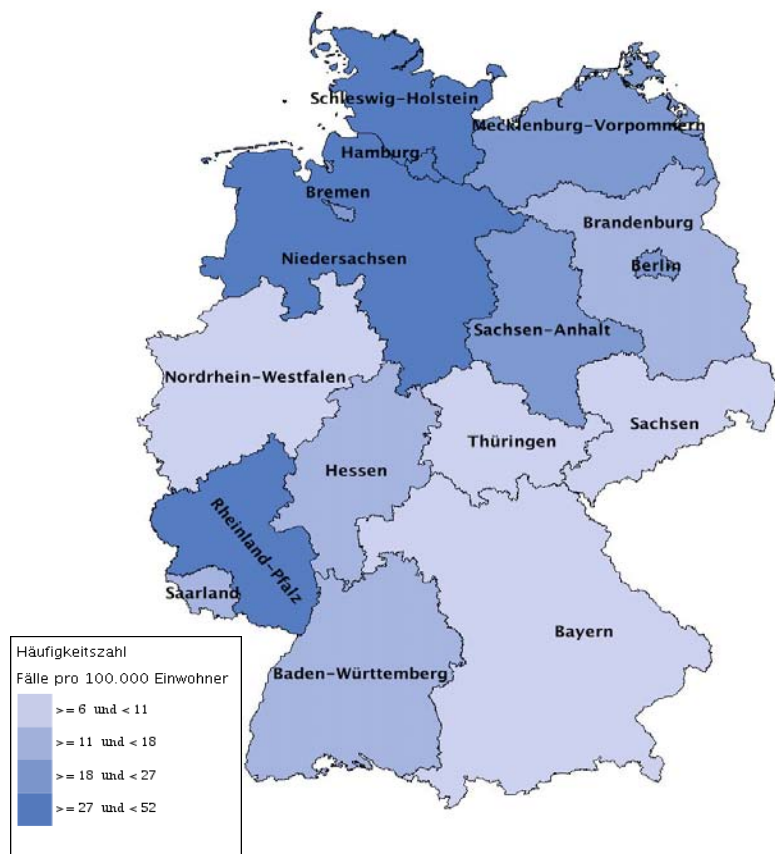 Schleswig-Holstein
Mecklenburg-Vorpommern
Hamburg
Bremen
Brandenburg
Niedersachsen
Berlin
Sachsen-Anhalt
Nordrhein-Westfalen
Sachsen
Thüringen
Hessen
Rheinland-Pfalz
Saarland
Bayern
Baden-Württemberg
Häufigkeitszahl
Fälle pro 100.000 Einwohner
>= 6 und < 11
>= 11 und < 18
>= 18 und < 27
>= 27 und < 52